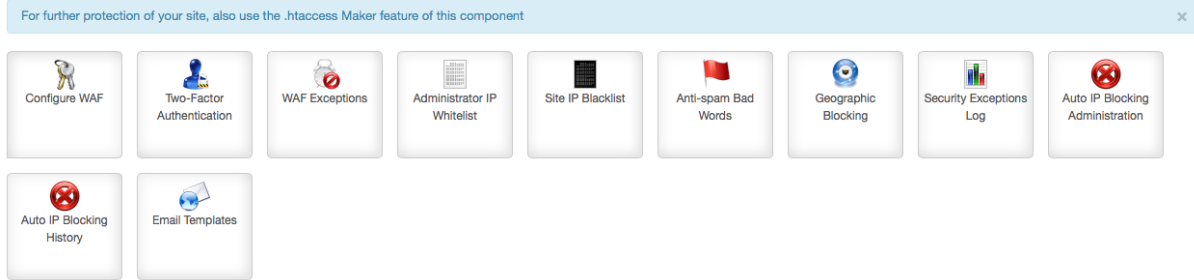 For further protection of your site, also use the .htaccess Maker feature of this component
×
Configure WAF
Two-Factor
Authentication
WAF Exceptions
Administrator IP
Whitelist
Site IP Blacklist
Anti-spam Bad
Words
Geographic
Blocking
Security Exceptions
Log
Auto IP Blocking
Administration
Auto IP Blocking
History
Email Templates